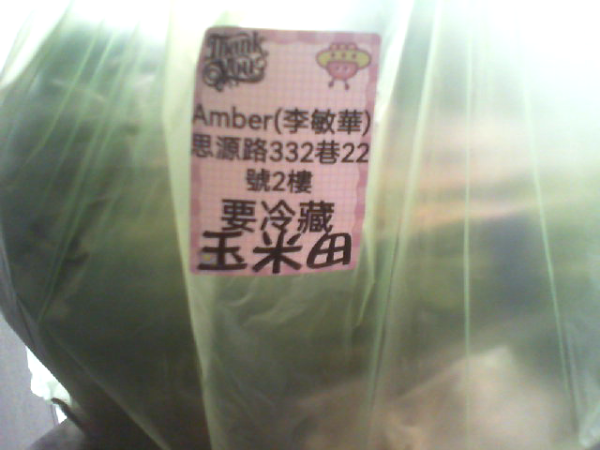 Thank
You
Amber(李敏華)
思源路332巷22
號2樓
要冷藏
玉米田